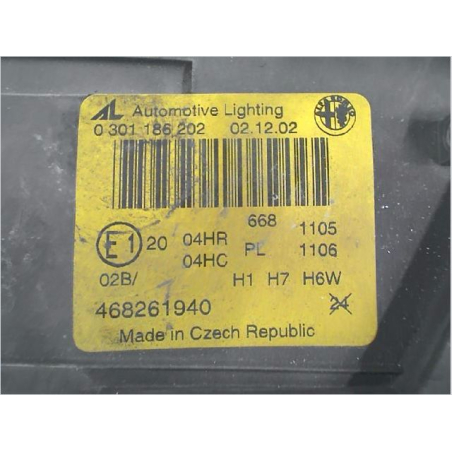 AL Automotive Lighting
0 301 186 202 02.12.02
668
E1 20 04HR PL 1105
04HC 1106
02B/ H1 H7 H6W
468261940 24
Made in Czech Republic